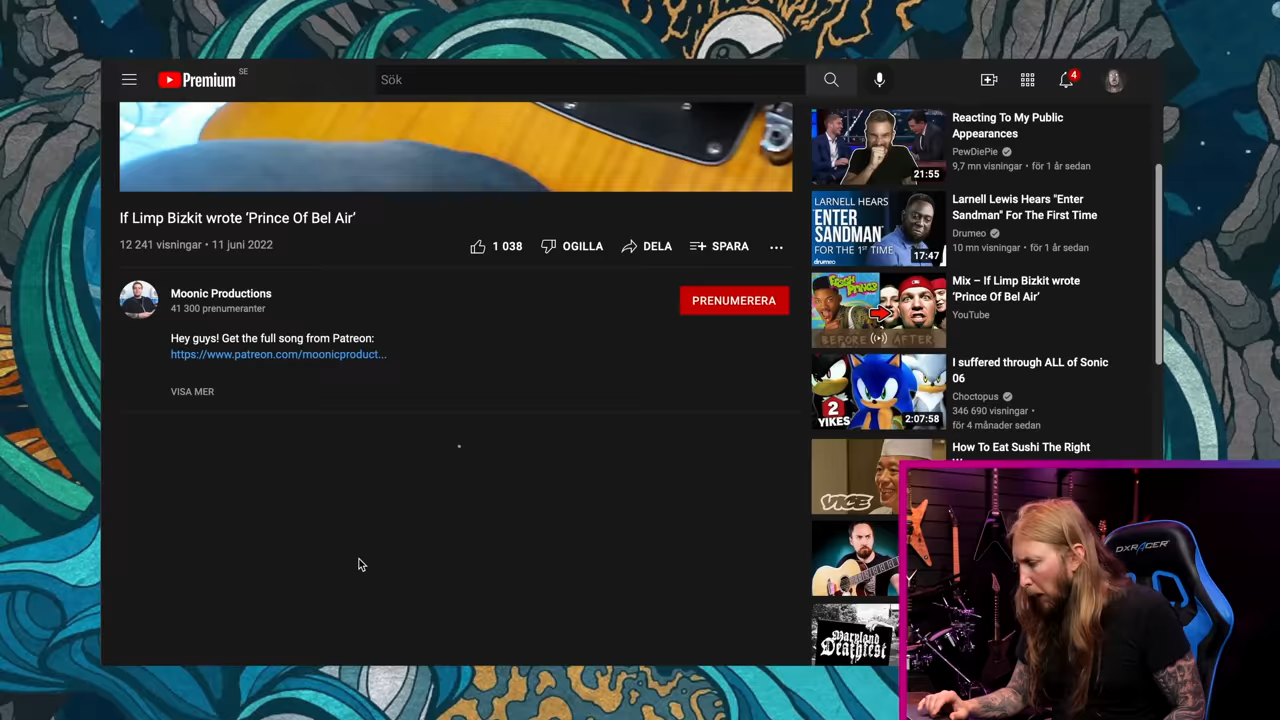 Premium SE
Sök
4
If Limp Bizkit wrote ‘Prince Of Bel Air’
12 241 visningar • 11 juni 2022
1 038
OGILLA
DELA
SPARA
Moonic Productions
41 300 prenumeranter
PRENUMERERA
Hey guys! Get the full song from Patreon:
https://www.patreon.com/moonicproduct...
VISA MER
21:55
Reacting To My Public
Appearances
PewDiePie
9,7 mn visningar • för 1 år sedan
LARNELL HEARS
ENTER
SANDMAN
FOR THE 1ST TIME
drumeo
17:47
Larnell Lewis Hears "Enter
Sandman" For The First Time
Drumeo
10 mn visningar • för 1 år sedan
FRESH
PRINCE
BEFORE
AFTER
Mix – If Limp Bizkit wrote
‘Prince Of Bel Air’
YouTube
2
YIKES
2:07:58
I suffered through ALL of Sonic
06
Choctopus
346 690 visningar •
för 4 månader sedan
VICE
How To Eat Sushi The Right
Maryland
Deathfest
DXRACER